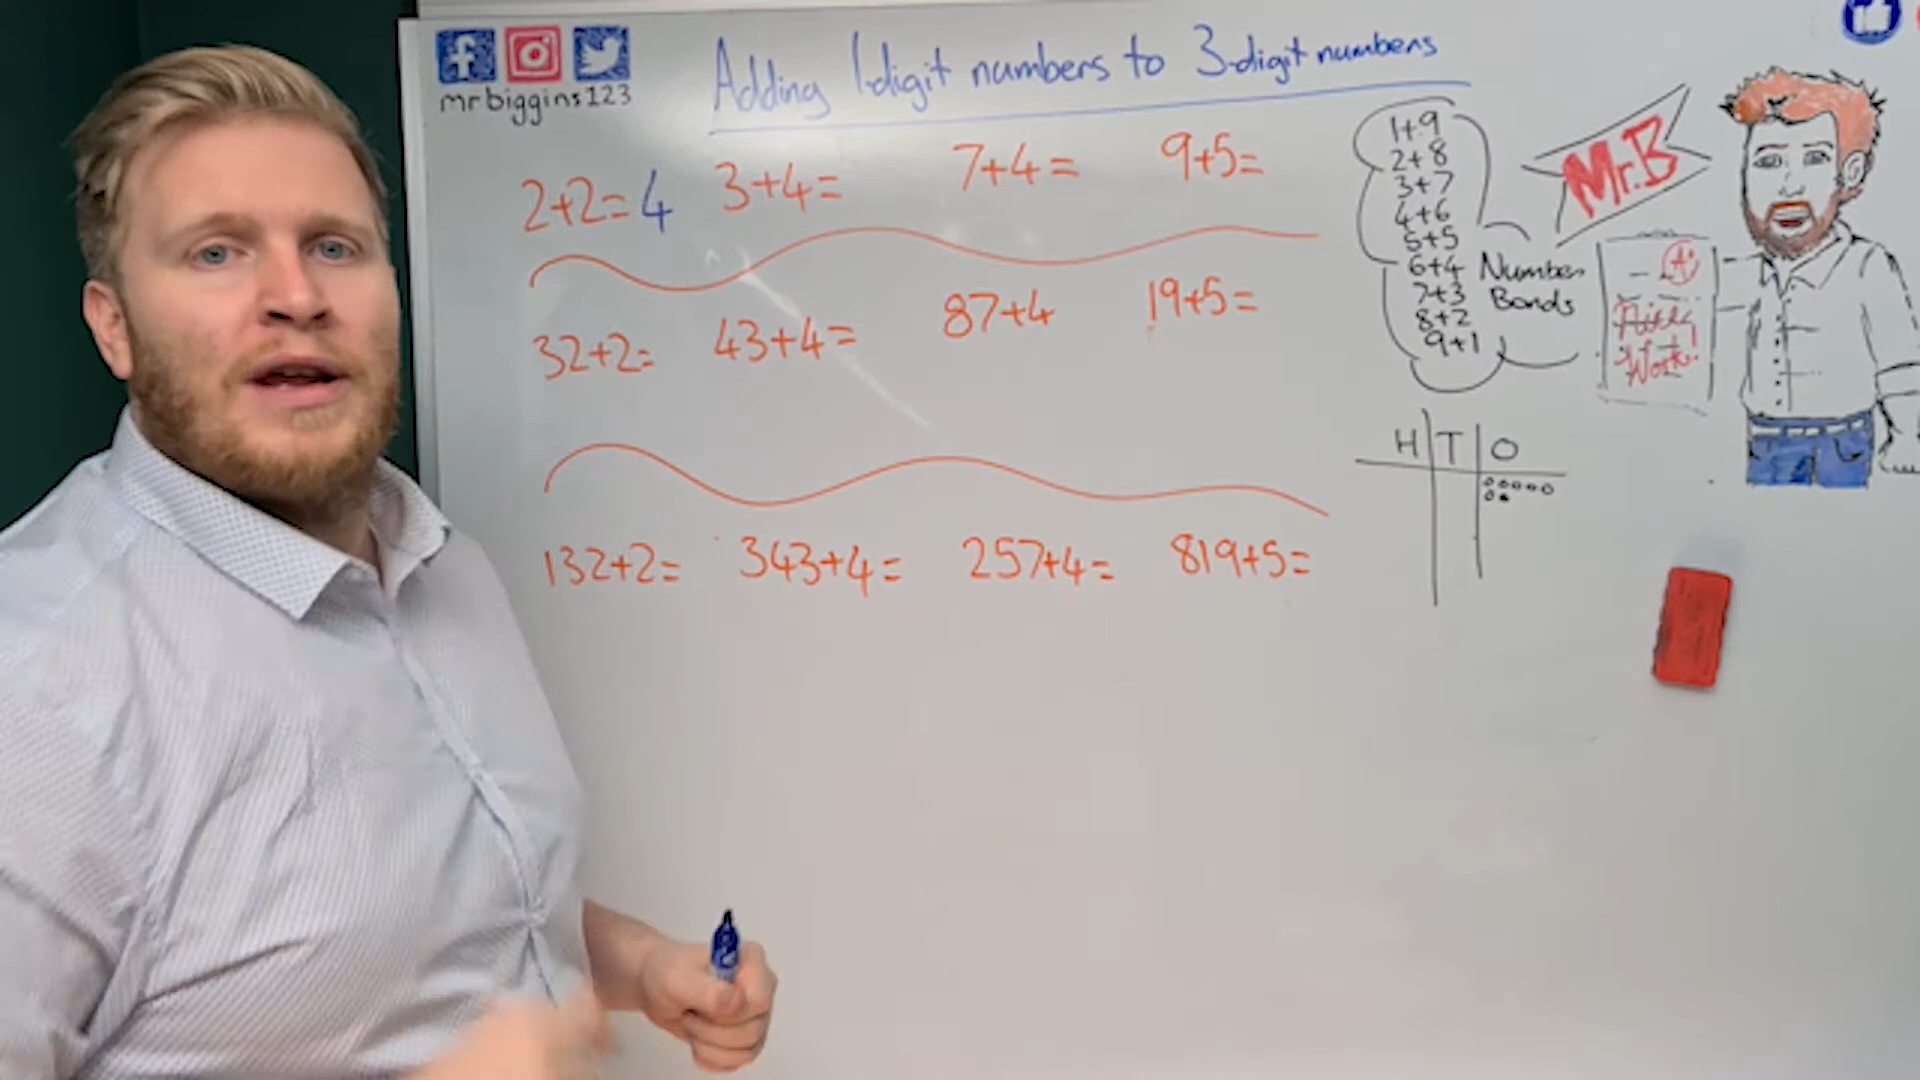 mrbiggins123
Adding 1-digit numbers to 3-digit numbers
2+2=4 3+4= 7+4= 9+5=
32+2= 43+4= 87+4 19+5=
132+2= 343+4= 257+4= 819+5=
1+9
2+8
3+7
4+6
5+5
6+4
7+3
8+2
9+1
Number
Bonds
Mr.B
A
Nice
Work!
H T O